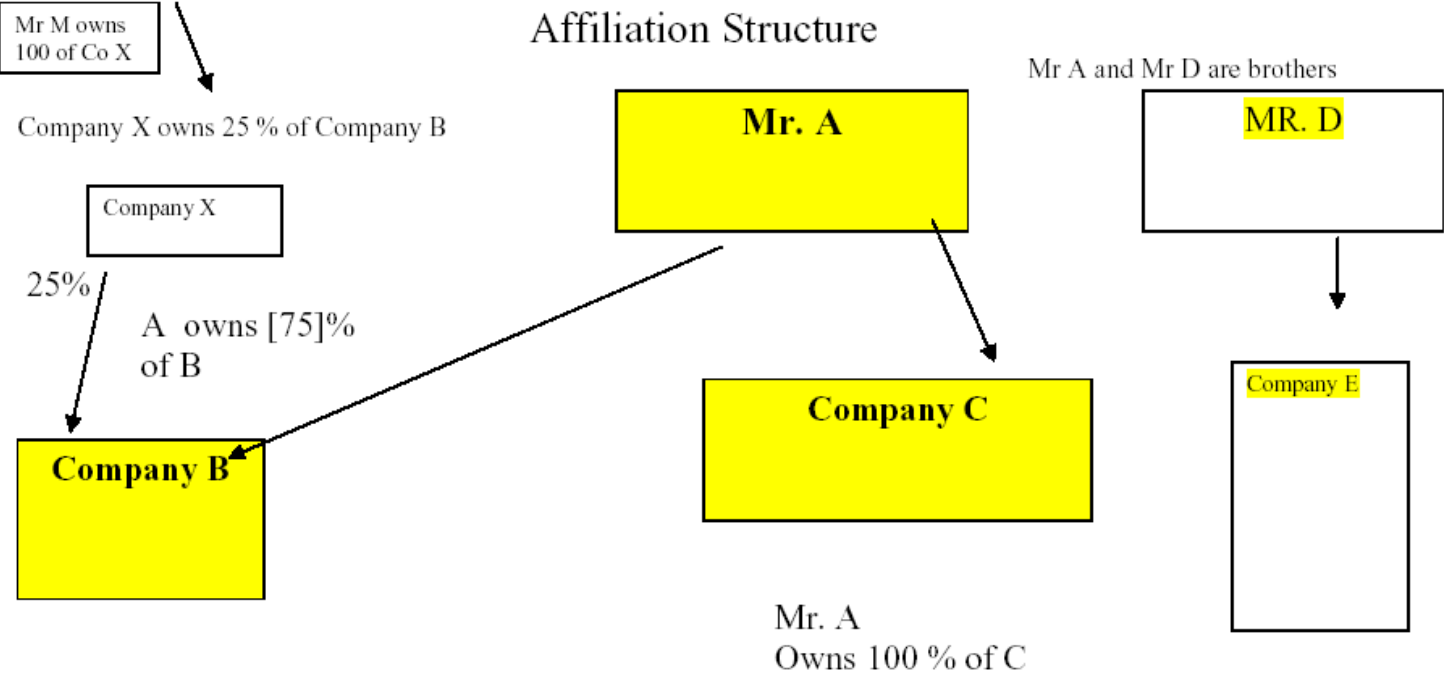 Mr M owns
100 of Co X
Affiliation Structure
Mr A and Mr D are brothers
Company X owns 25 % of Company B
Mr. A
MR. D
Company X
25%
A owns [75]%
of B
Company E
Company C
Company B
Mr. A
Owns 100 % of C